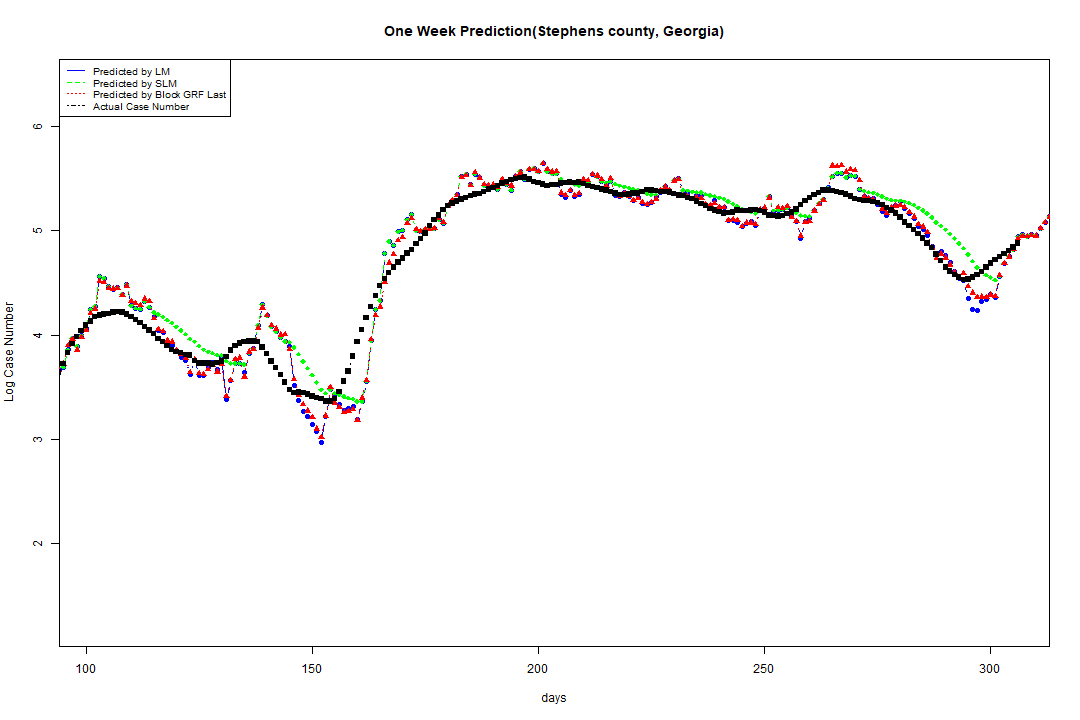 One Week Prediction(Stephens county, Georgia)
Predicted by LM
Predicted by SLM
Predicted by Block GRF Last
Actual Case Number
6
5
4
3
2
Log Case Number
100 150 200 250 300
days